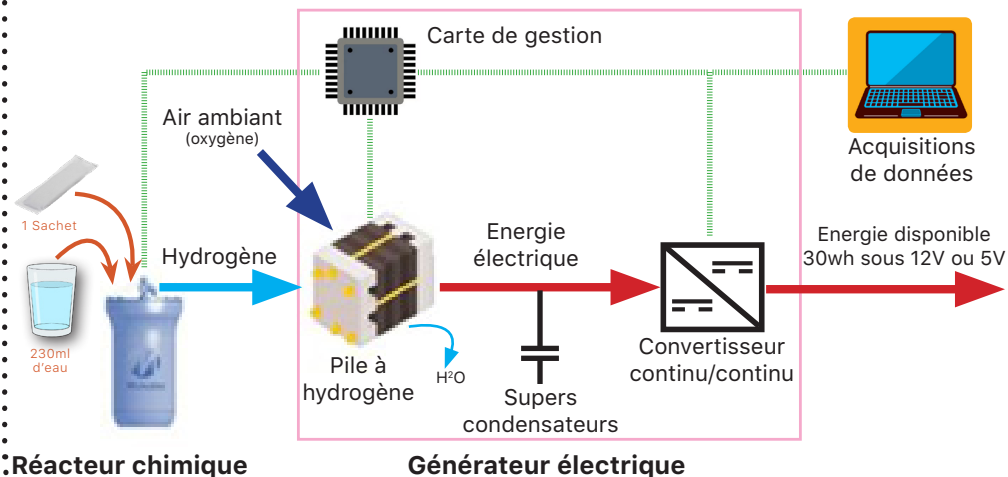 Carte de gestion
Air ambiant
(oxygène)
Acquisitions
de données
1 Sachet
Hydrogène
Energie
électrique
Energie disponible
30wh sous 12V ou 5V
230ml
d'eau
Pile à
hydrogène
H²O
Supers
condensateurs
Convertisseur
continu/continu
Réacteur chimique
Générateur électrique